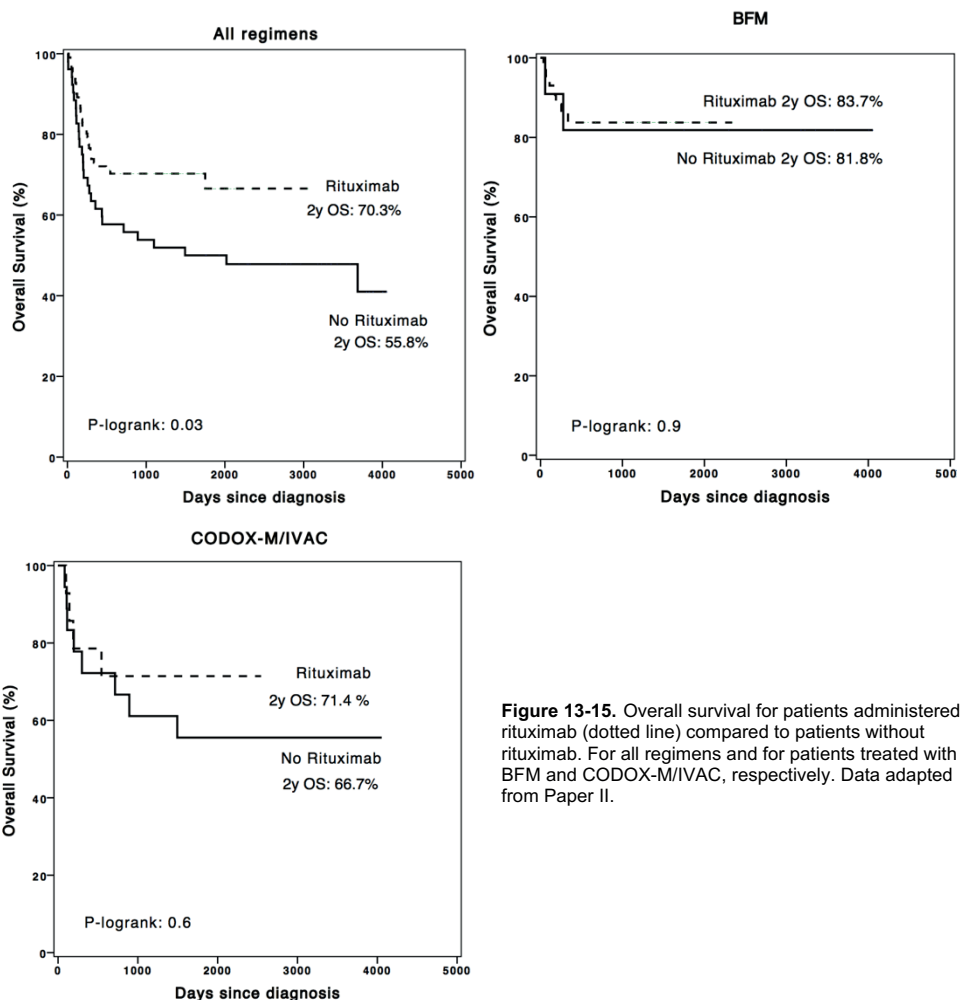 All regimens
Overall Survival (%)
100
80
60
40
20
0
Rituximab
2y OS: 70.3%
No Rituximab
2y OS: 55.8%
P-logrank: 0.03
0 1000 2000 3000 4000 5000
Days since diagnosis
BFM
Overall Survival (%)
100
80
60
40
20
0
Rituximab 2y OS: 83.7%
No Rituximab 2y OS: 81.8%
P-logrank: 0.9
0 1000 2000 3000 4000 500
Days since diagnosis
CODOX-M/IVAC
Overall Survival (%)
100
80
60
40
20
0
Rituximab
2y OS: 71.4 %
No Rituximab
2y OS: 66.7%
P-logrank: 0.6
0 1000 2000 3000 4000 5000
Days since diagnosis
Figure 13-15. Overall survival for patients administered
rituximab (dotted line) compared to patients without
rituximab. For all regimens and for patients treated with
BFM and CODOX-M/IVAC, respectively. Data adapted
from Paper II.